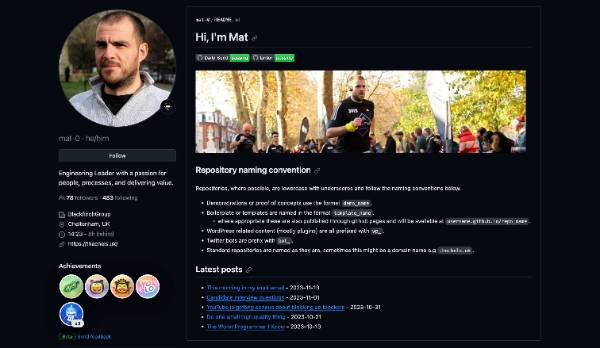 mat-0 · he/him
Follow
Engineering Leader with a passion for
people, processes, and delivering value.
78 followers · 483 following
BlackfinchGroup
Cheltenham, UK
14:23 - 8h behind
https://thechels.uk/
Achievements
x3
Beta Send feedback
mat-0/README.md
Hi, I'm Mat
Daily Build passing
linter passing
Repository naming convention
Repositories, where possible, are lowercase with underscores and follow the naming conventions below.
Demonstrations or proof of concepts use the format demo_name.
Boilerplate or templates are named in the format template_name.
where appropriate these are also published through github pages and will be available at username.github.io/repo_name.
WordPress related content (mostly plugins) are all prefixed with wp_.
Twitter bots are prefix with bot_.
Standard repositories are named as they are, sometimes this might be a domain name e.g thechels.uk.
Latest posts
This morning in my work email - 2023-11-13
Candidate interview questions - 2023-11-01
YouTube is getting serious about blocking ad blockers - 2023-10-31
Do one small high quality thing - 2023-10-21
The Worst Programmer I Know - 2023-10-13